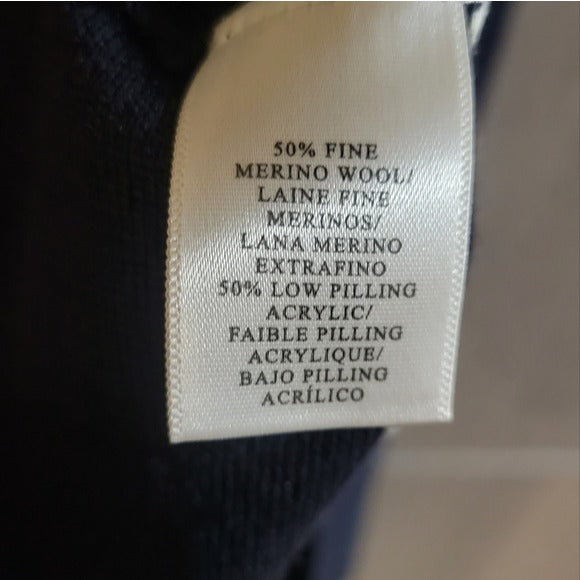 50% FINE
MERINO WOOL/
LAINE FINE
MERINOS/
LANA MERINO
EXTRAFINO
50% LOW PILLING
ACRYLIC/
FAIBLE PILLING
ACRYLIQUE/
BAJO PILLING
ACRÍLICO